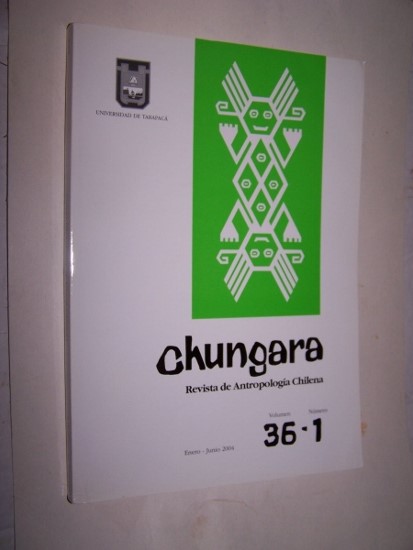 UNIVERSIDAD DE TARAPACÁ
chungara
Revista de Antropología Chilena
Volumen Número
36-1
Enero - Junio 2004